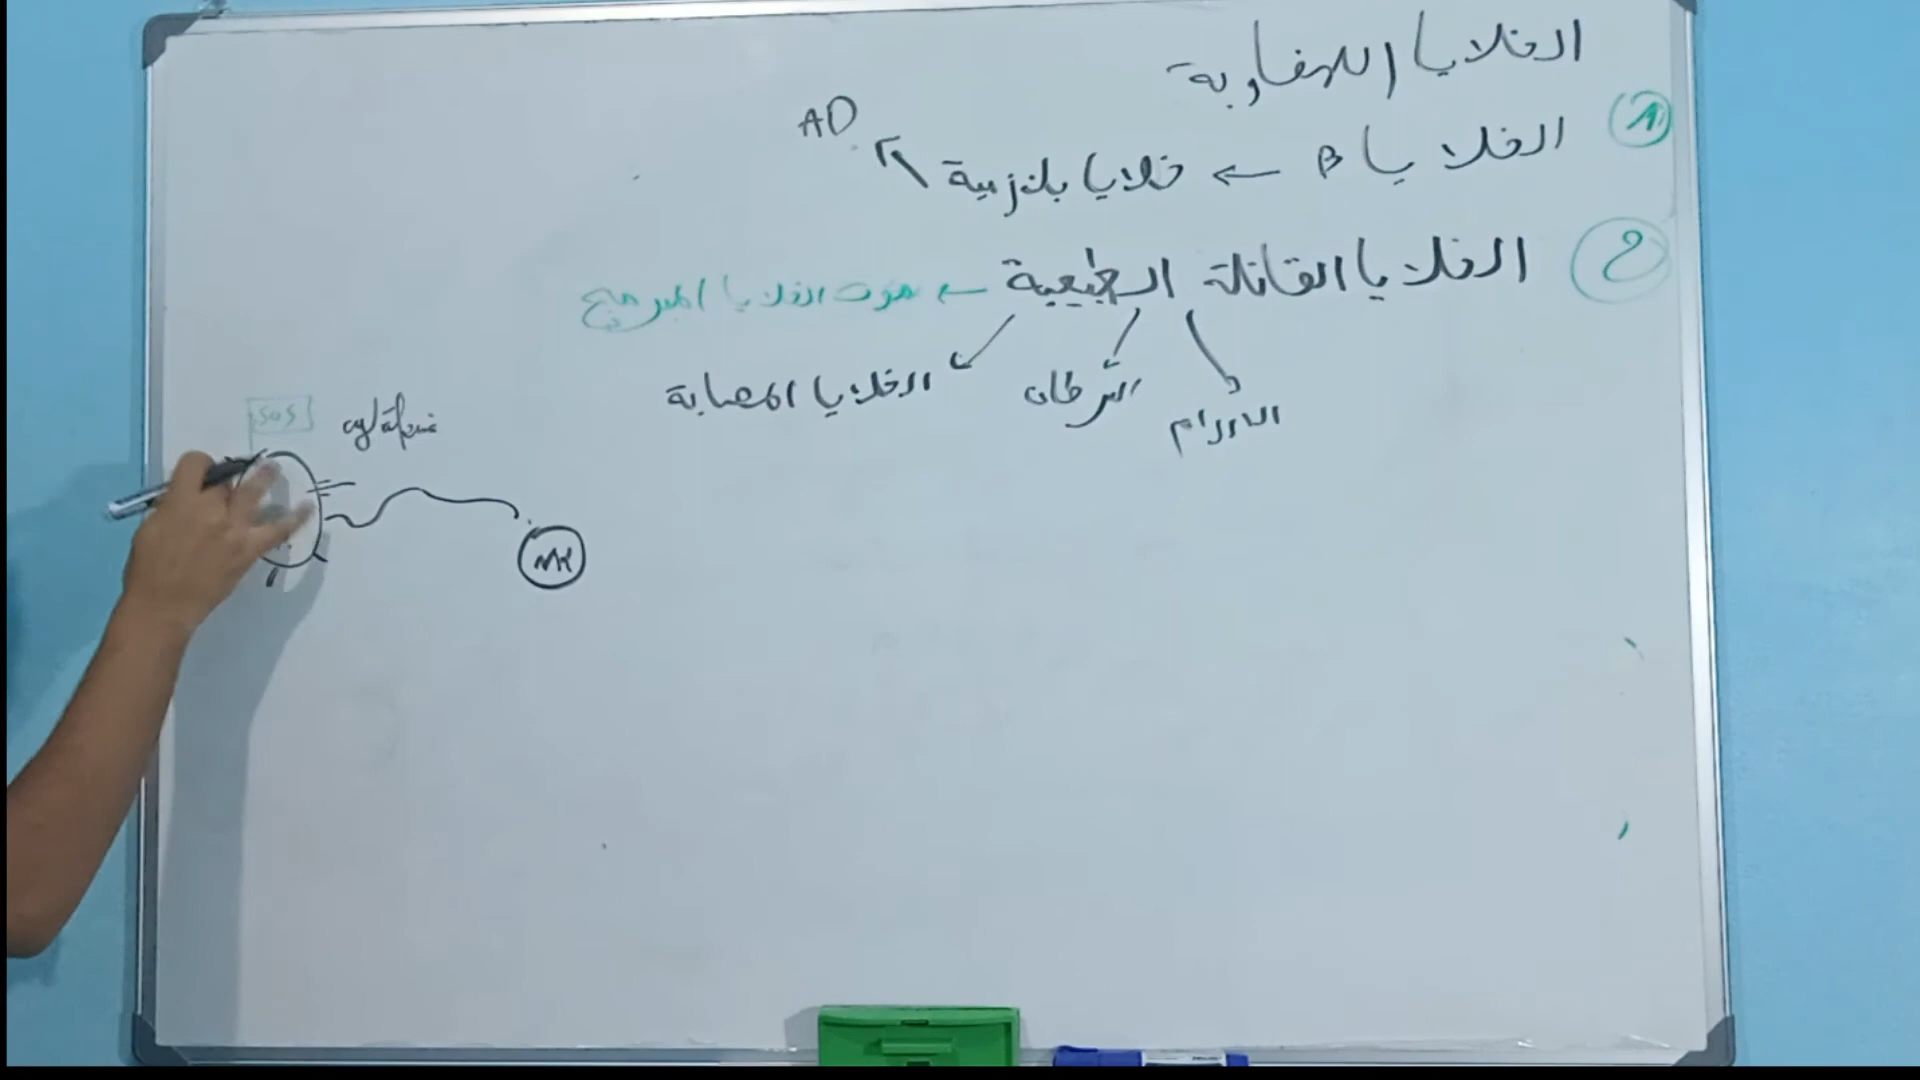 الخلايا اللمفاوية
1 الخلايا B ← خلايا بلازمية
AD
2 الخلايا القاتلة الطبيعية ← موت الخلايا المبرمج
الاورام السرطان الخلايا المصابة
SOS
NK